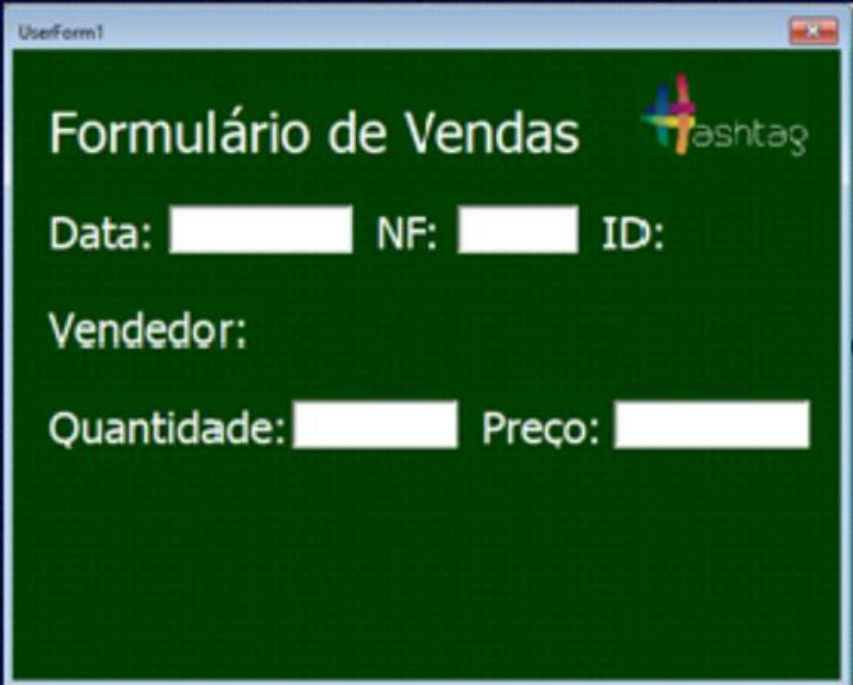 UserForm1
Formulário de Vendas
ashtag
Data: NF: ID:
Vendedor:
Quantidade: Preço: